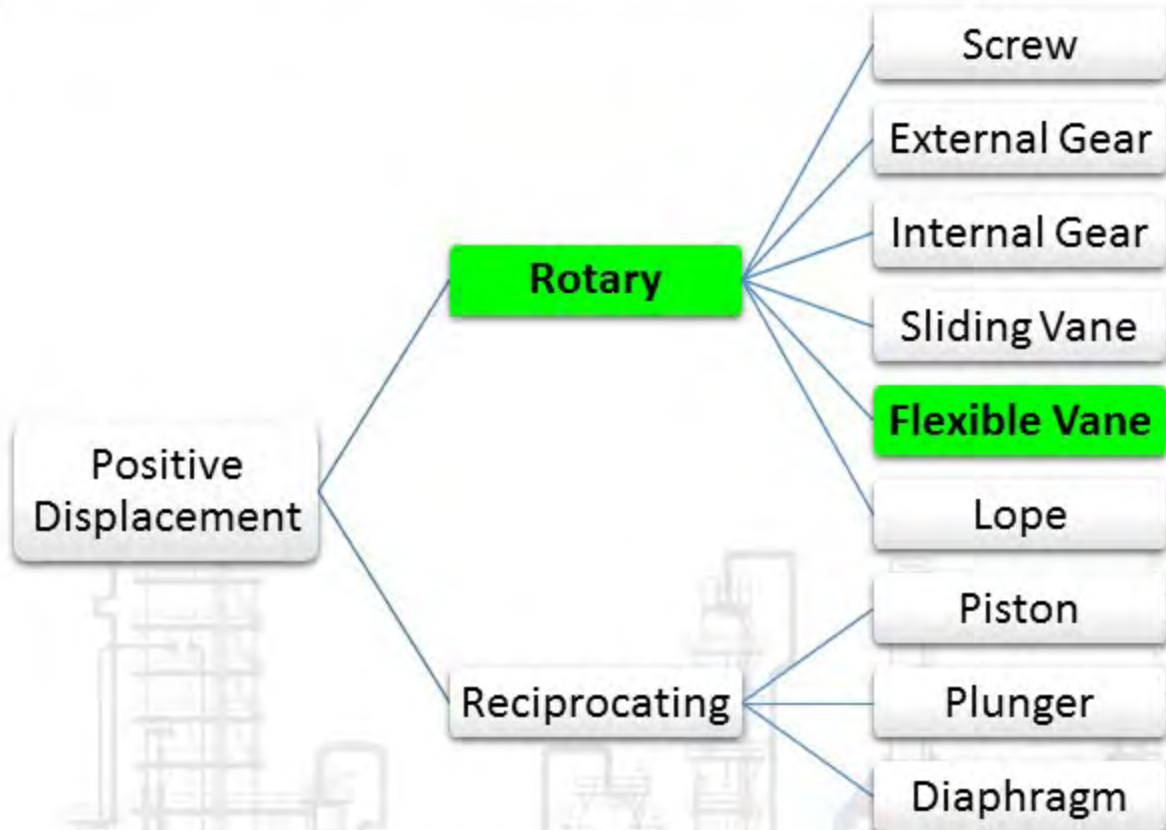 Positive
Displacement
Rotary
Reciprocating
Screw
External Gear
Internal Gear
Sliding Vane
Flexible Vane
Lope
Piston
Plunger
Diaphragm